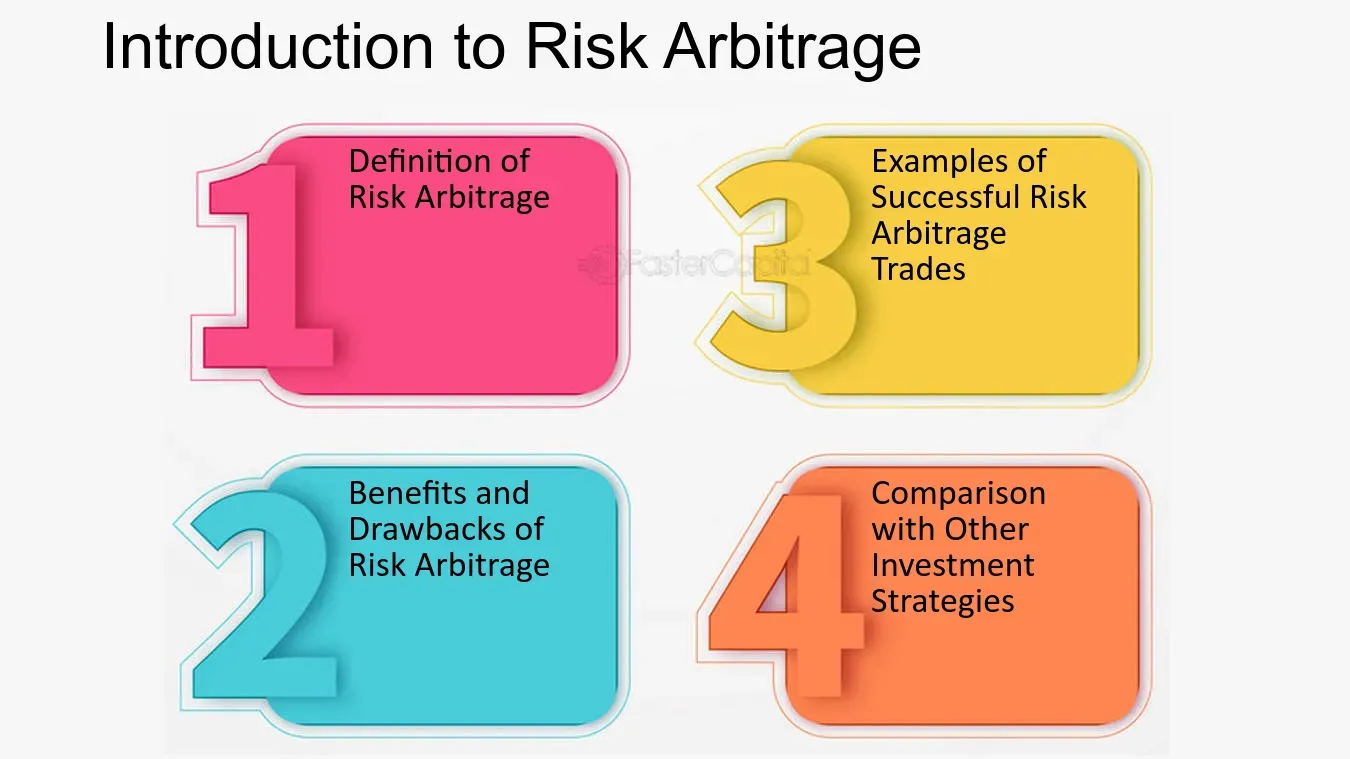 Introduction to Risk Arbitrage
1
Definition of
Risk Arbitrage
2
Benefits and
Drawbacks of
Risk Arbitrage
3
Examples of
Successful Risk
Arbitrage
Trades
4
Comparison
with Other
Investment
Strategies
FasterCapital